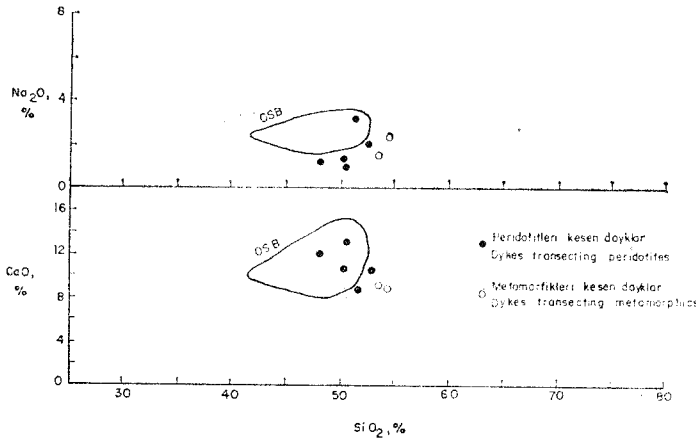 8
Na2O,
%
4
OSB
0
16
12
CaO,
%
8
4
0
OSB
Peridotitleri kesen dayklar
Dykes transecting peridotites
Metamorfikleri kesen dayklar
Dykes transecting metamorphics
30
40
50
60
70
80
SiO2,%